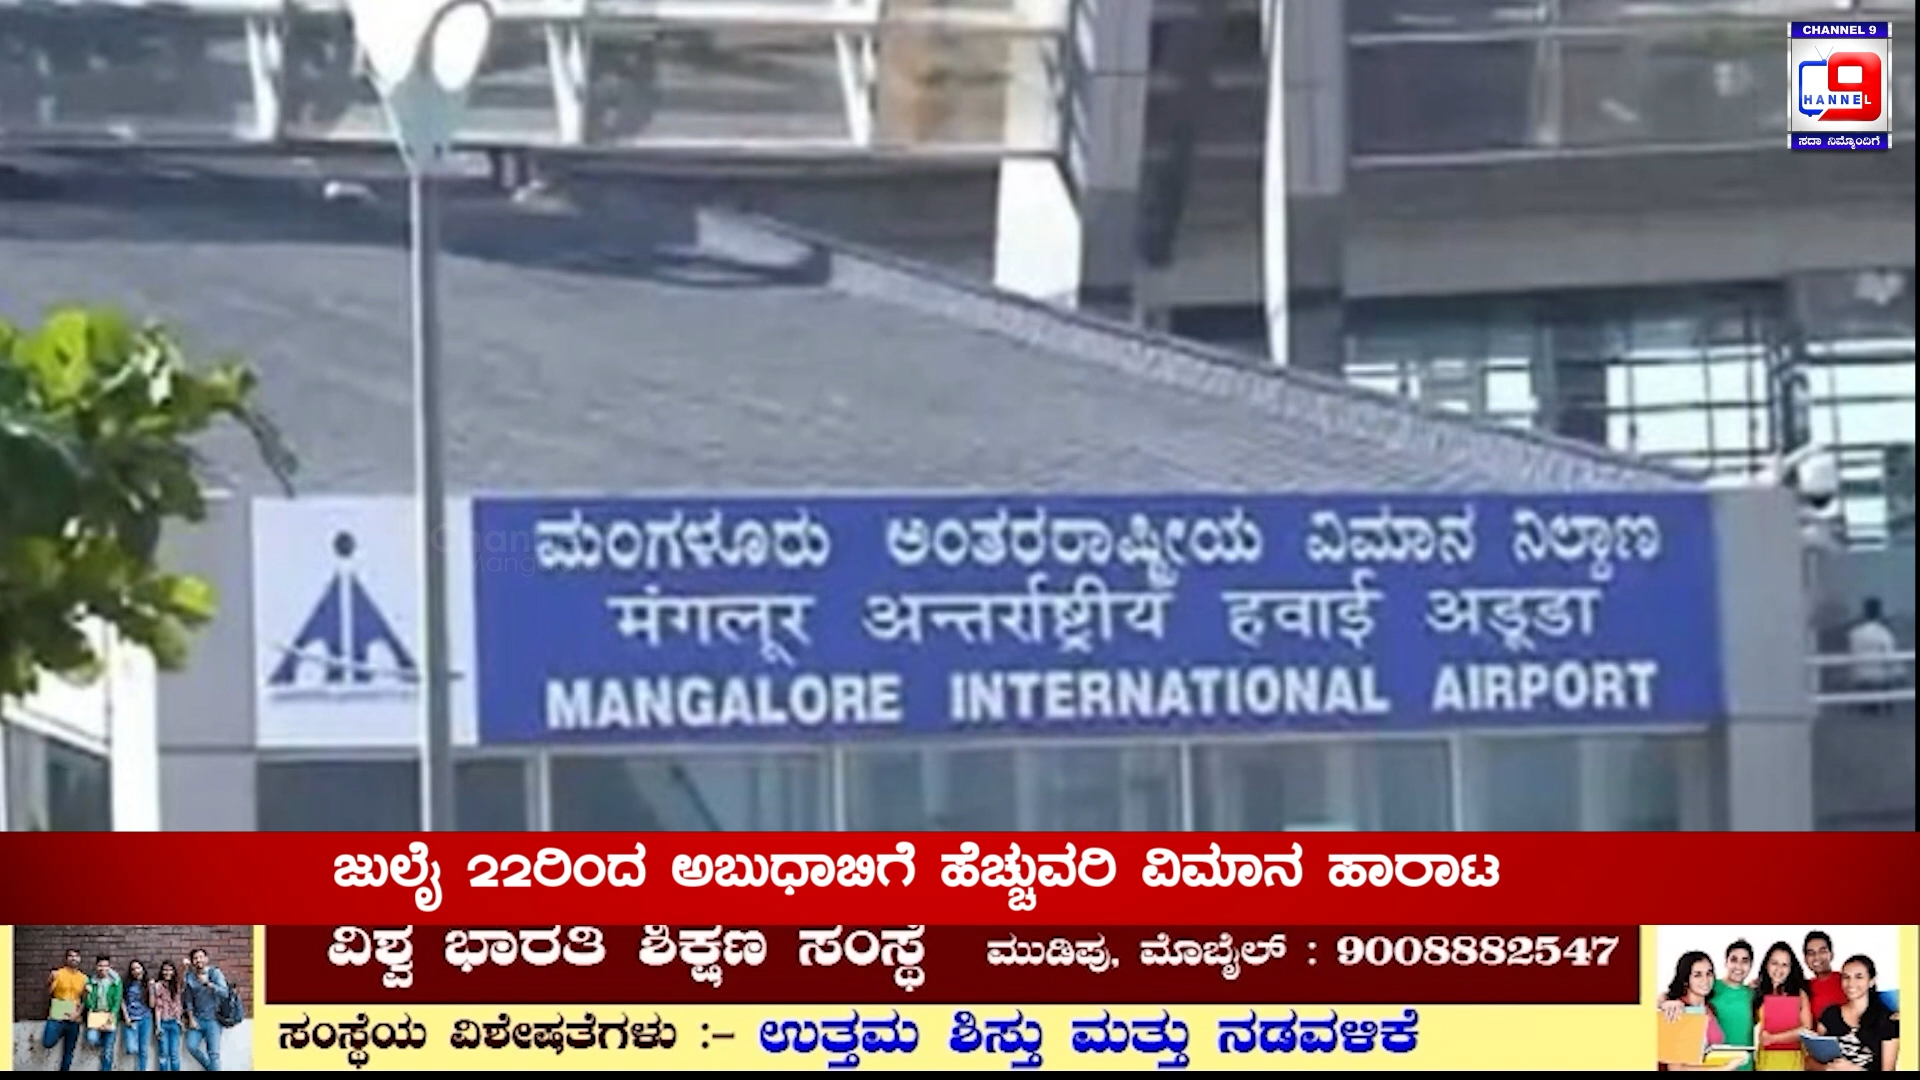 CHANNEL 9
9
HANNEL
ಸದಾ ನಿಮ್ಮೊಂದಿಗೆ
ಮಂಗಳೂರು ಅಂತರರಾಷ್ಟ್ರೀಯ ವಿಮಾನ ನಿಲ್ದಾಣ
मंगलूर अन्तर्राष्ट्रीय हवाई अड्डा
MANGALORE INTERNATIONAL AIRPORT
ಜುಲೈ 22ರಿಂದ ಅಬುಧಾಬಿಗೆ ಹೆಚ್ಚುವರಿ ವಿಮಾನ ಹಾರಾಟ
ವಿಶ್ವ ಭಾರತಿ ಶಿಕ್ಷಣ ಸಂಸ್ಥೆ ಮುಡಿಪು, ಮೊಬೈಲ್ : 9008882547
ಸಂಸ್ಥೆಯ ವಿಶೇಷತೆಗಳು :- ಉತ್ತಮ ಶಿಸ್ತು ಮತ್ತು ನಡವಳಿಕೆ